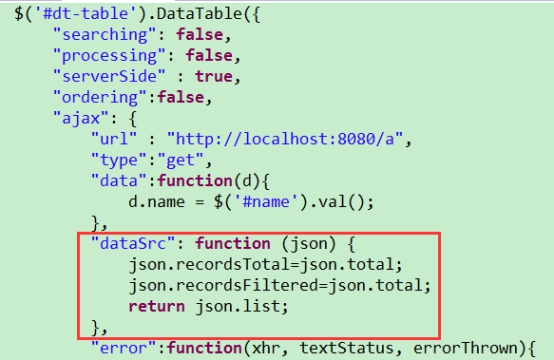 $('#dt-table').DataTable({
"searching": false,
"processing": false,
"serverSide" : true,
"ordering":false,
"ajax": {
"url" : "http://localhost:8080/a",
"type":"get",
"data":function(d){
d.name = $('#name').val();
},
"dataSrc": function (json) {
json.recordsTotal=json.total;
json.recordsFiltered=json.total;
return json.list;
},
"error":function(xhr, textStatus, errorThrown){